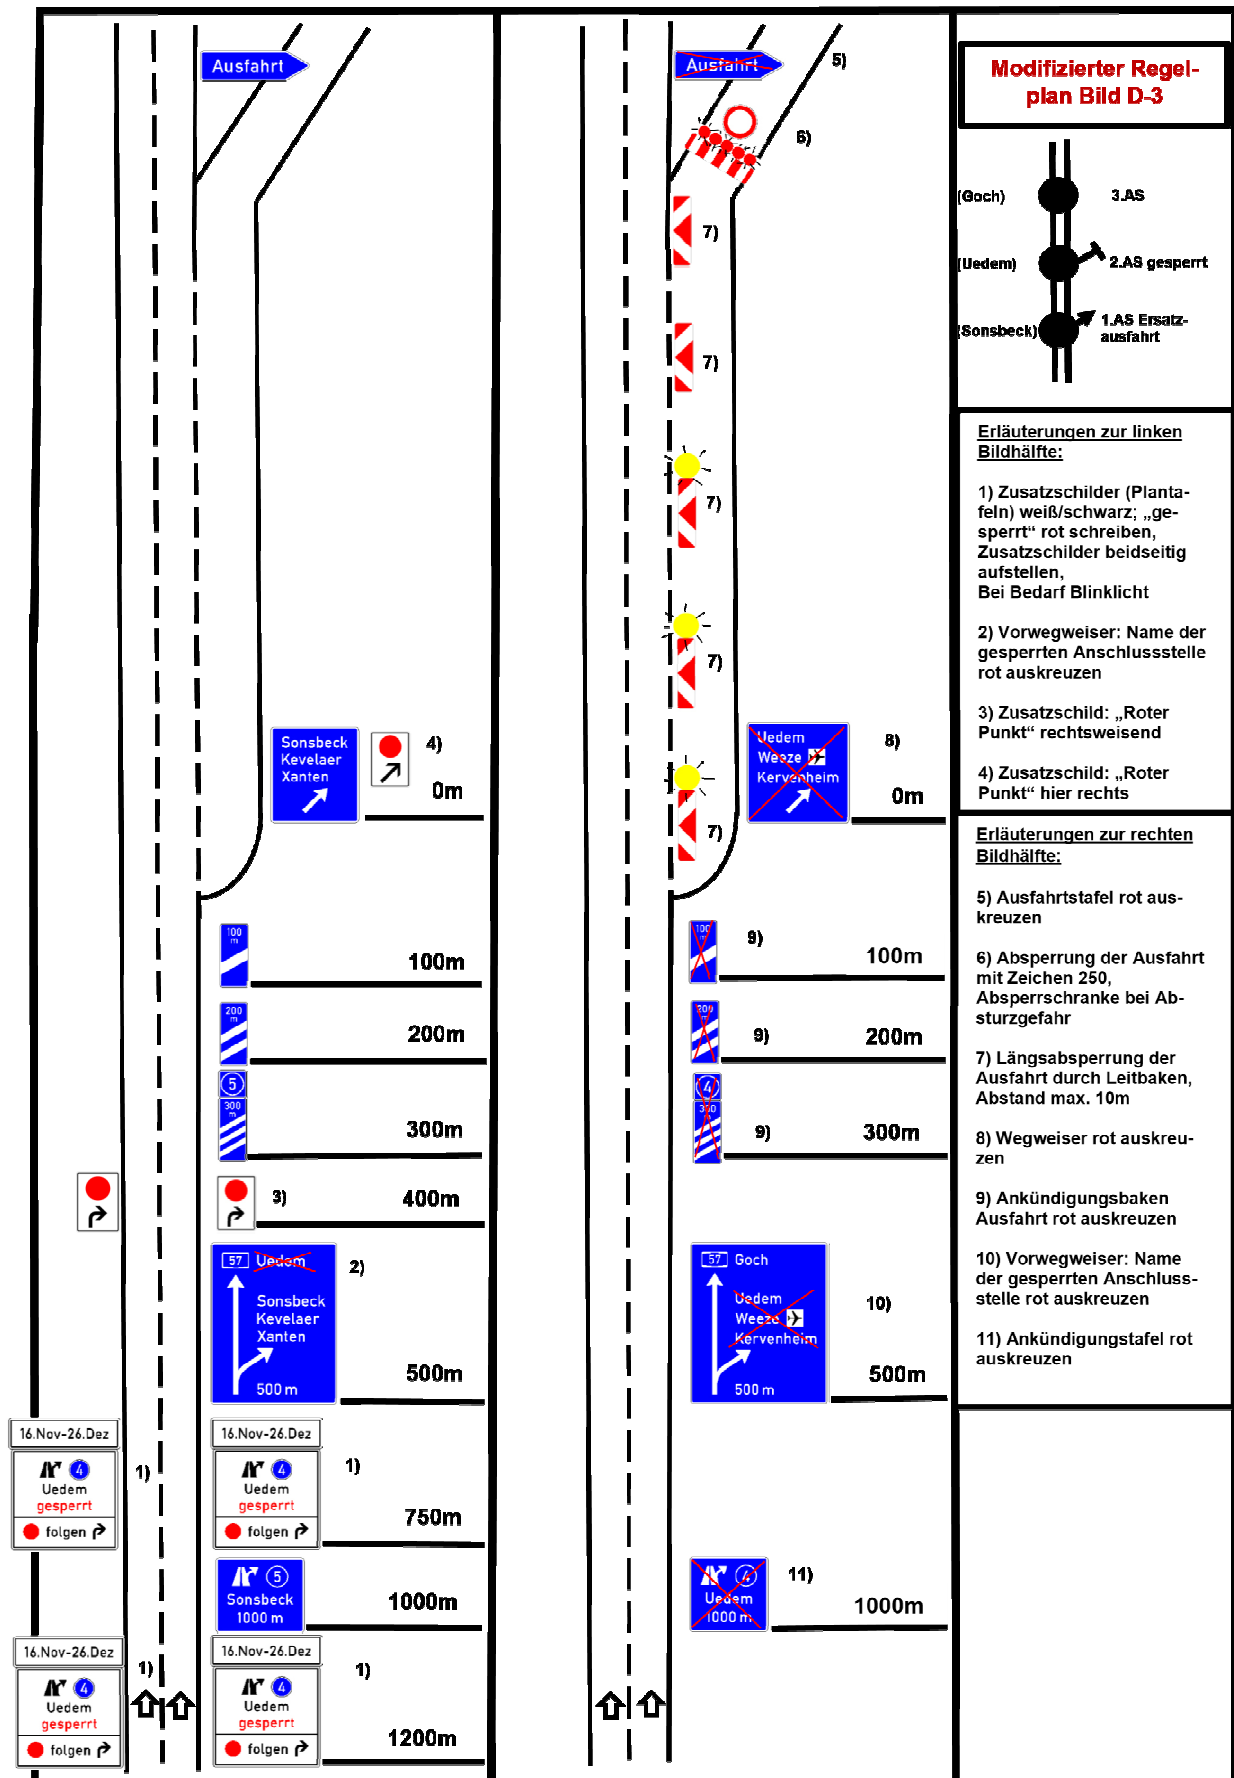 Ausfahrt
Sonsbeck
Kevelaer
Xanten
4)
0m
100
m
100m
200
m
200m
5
300
m
300m
3)
400m
57 Uedem
2)
Sonsbeck
Kevelaer
Xanten
500 m
500m
16.Nov-26.Dez
4
Uedem
gesperrt
folgen
1)
16.Nov-26.Dez
4
Uedem
gesperrt
folgen
1)
750m
5
Sonsbeck
1000 m
1000m
16.Nov-26.Dez
4
Uedem
gesperrt
folgen
1)
16.Nov-26.Dez
4
Uedem
gesperrt
folgen
1)
1200m
Ausfahrt
5)
6)
7)
7)
7)
7)
7)
Uedem
Weeze
Kervenheim
8)
0m
100
m
9)
100m
200
m
9)
200m
4
300
m
9)
300m
57 Goch
Uedem
Weeze
Kervenheim
10)
500 m
500m
4
Uedem
1000 m
11)
1000m
Modifizierter Regel-
plan Bild D-3
(Goch)
3.AS
(Uedem)
2.AS gesperrt
(Sonsbeck)
1.AS Ersatz-
ausfahrt
Erläuterungen zur linken
Bildhälfte:
1) Zusatzschilder (Planta-
feln) weiß/schwarz; „ge-
sperrt“ rot schreiben,
Zusatzschilder beidseitig
aufstellen,
Bei Bedarf Blinklicht
2) Vorwegweiser: Name der
gesperrten Anschlussstelle
rot auskreuzen
3) Zusatzschild: „Roter
Punkt“ rechtsweisend
4) Zusatzschild: „Roter
Punkt“ hier rechts
Erläuterungen zur rechten
Bildhälfte:
5) Ausfahrtstafel rot aus-
kreuzen
6) Absperrung der Ausfahrt
mit Zeichen 250,
Absperrschranke bei Ab-
sturzgefahr
7) Längsabsperrung der
Ausfahrt durch Leitbaken,
Abstand max. 10m
8) Wegweiser rot auskreu-
zen
9) Ankündigungsbaken
Ausfahrt rot auskreuzen
10) Vorwegweiser: Name
der gesperrten Anschluss-
stelle rot auskreuzen
11) Ankündigungstafel rot
auskreuzen